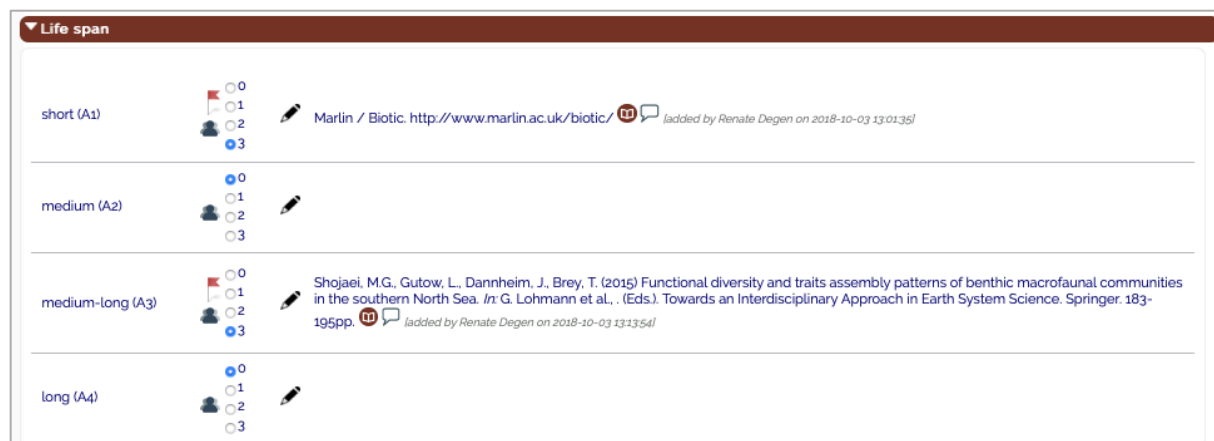 Life span
0
1
short (A1)
2
3
Marlin / Biotic. http://www.marlin.ac.uk/biotic/ [added by Renate Degen on 2018-10-03 13:01:35]
0
1
medium (A2)
2
3
0
1
medium-long (A3)
2
3
Shojaei, M.G., Gutow, L., Dannheim, J., Brey, T. (2015) Functional diversity and traits assembly patterns of benthic macrofaunal communities
in the southern North Sea. In: G. Lohmann et al., . (Eds.). Towards an Interdisciplinary Approach in Earth System Science. Springer. 183-
195pp. [added by Renate Degen on 2018-10-03 13:13:54]
0
1
long (A4)
2
3